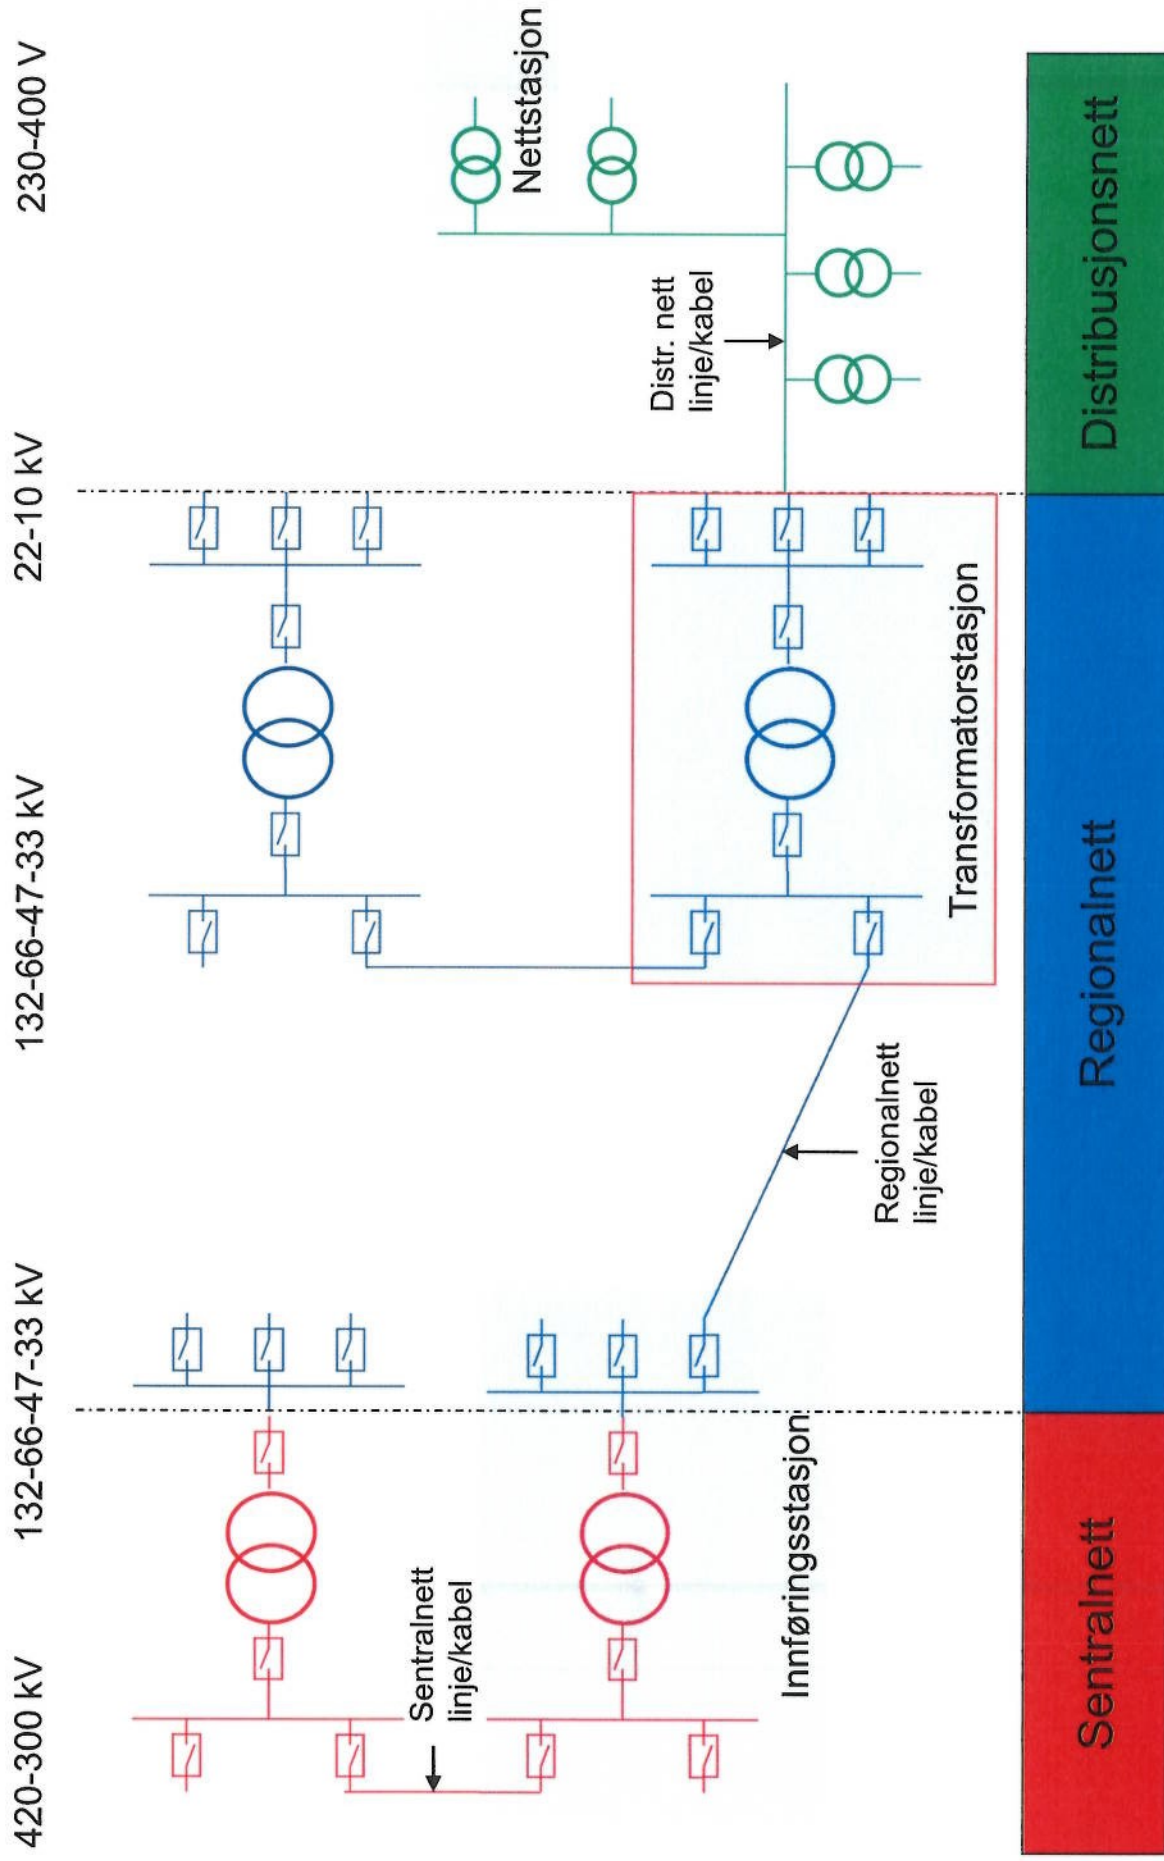 420-300 kV
132-66-47-33 kV
132-66-47-33 kV
22-10 kV
230-400 V
Sentralnett
linje/kabel
Innføringsstasjon
Regionalnett
linje/kabel
Transformatorstasjon
Distr. nett
linje/kabel
Nettstasjon
Sentralnett
Regionalnett
Distribusjonsnett